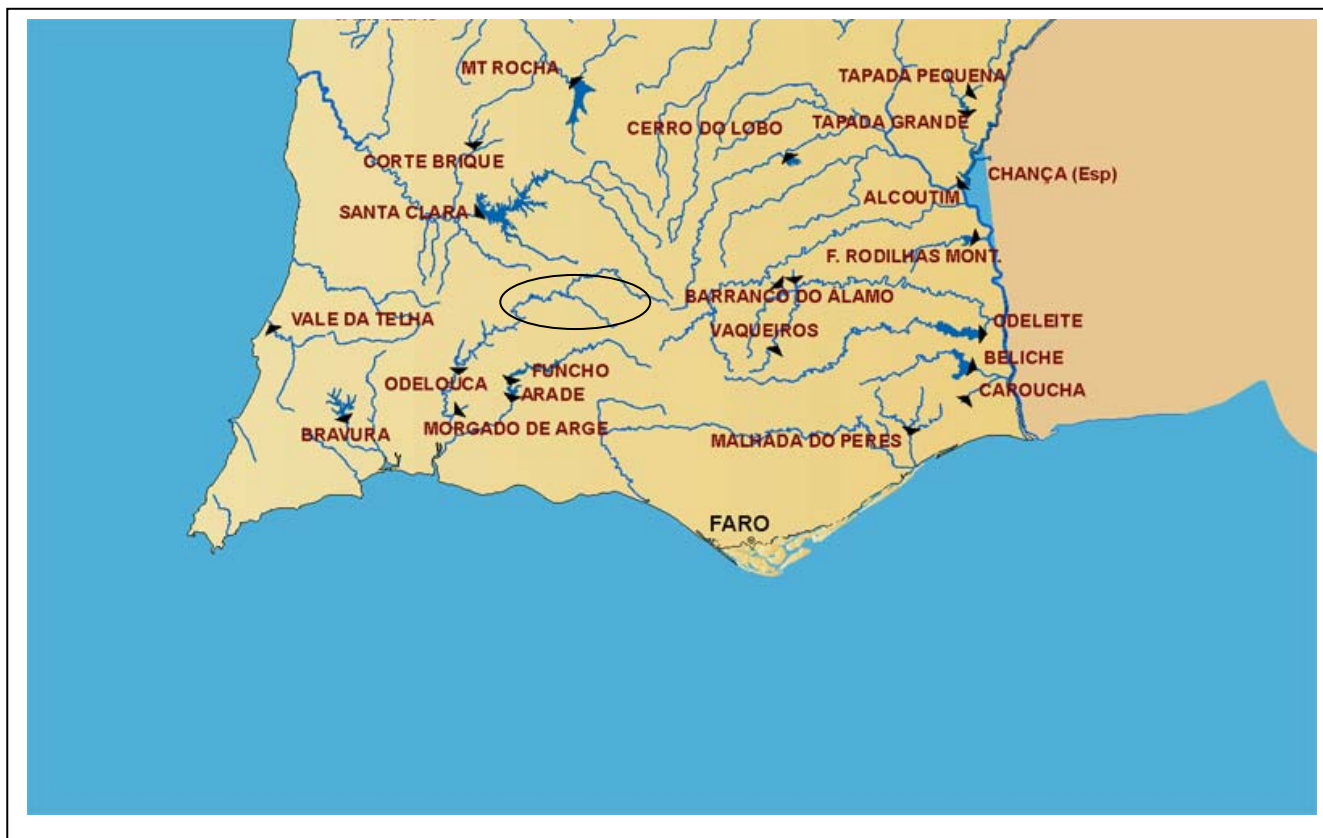 MT ROCHA
TAPADA PEQUENA
CERRO DO LOBO
TAPADA GRANDE
CORTE BRIQUE
CHANÇA (Esp)
SANTA CLARA
ALCOUTIM
F. RODILHAS MONT.
BARRANCO DO ÁLAMO
VALE DA TELHA
VAQUEIROS
ODELEITE
BELICHE
ODELOUCA
FUNCHO
ARADE
CAROUCHA
BRAVURA
MORGADO DE ARGE
MALHADA DO PERES
FARO